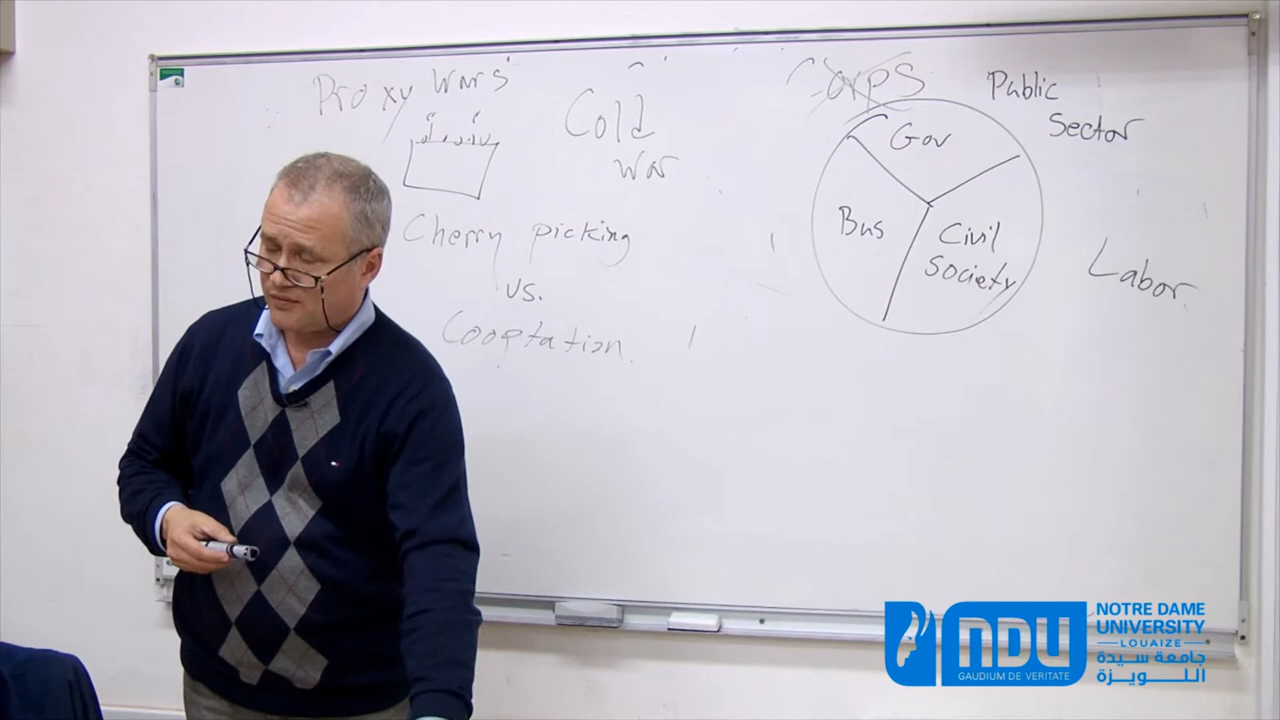 Proxy Wars
Cold
War
Cherry picking
vs.
Cooptation.
Corps
Public
Sector
Gov
Bus
Civil
Society
Labor
NDU
GAUDIUM DE VERITATE
NOTRE DAME
UNIVERSITY
LOUAIZE
جامعة سيدة
اللـويـزة